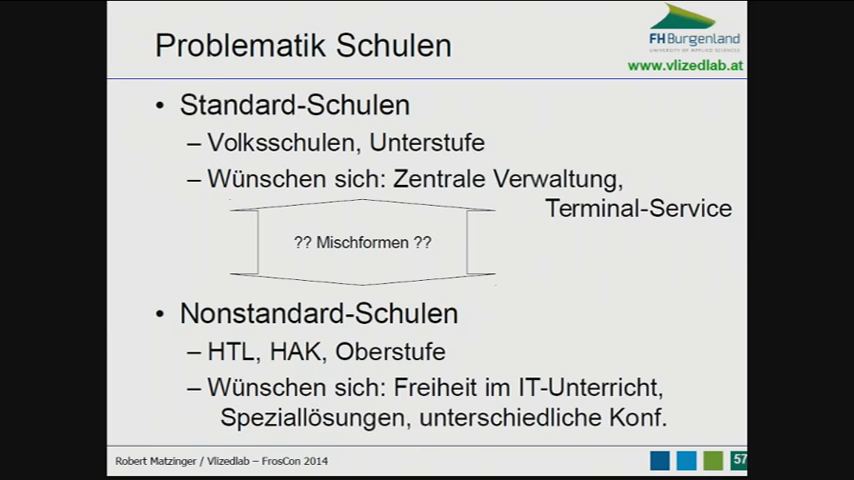 Problematik Schulen
FHBurgenland
UNIVERSITY OF APPLIED SCIENCES
www.vlizedlab.at
• Standard-Schulen
– Volksschulen, Unterstufe
– Wünschen sich: Zentrale Verwaltung,
Terminal-Service
?? Mischformen ??
• Nonstandard-Schulen
– HTL, HAK, Oberstufe
– Wünschen sich: Freiheit im IT-Unterricht,
Speziallösungen, unterschiedliche Konf.
Robert Matzinger / Vlizedlab – FrosCon 2014
57